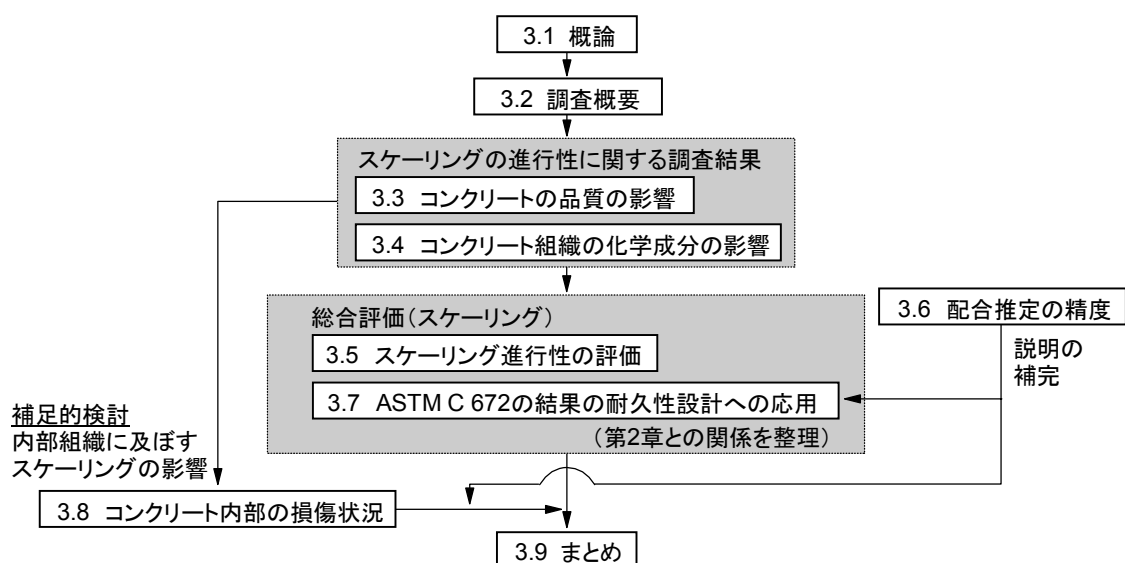 3.1 概論
3.2 調査概要
スケーリングの進行性に関する調査結果
3.3 コンクリートの品質の影響
3.4 コンクリート組織の化学成分の影響
総合評価(スケーリング)
3.5 スケーリング進行性の評価
3.6 配合推定の精度
説明の
補完
3.7 ASTM C 672の結果の耐久性設計への応用
(第2章との関係を整理)
補足的検討
内部組織に及ぼす
スケーリングの影響
3.8 コンクリート内部の損傷状況
3.9 まとめ